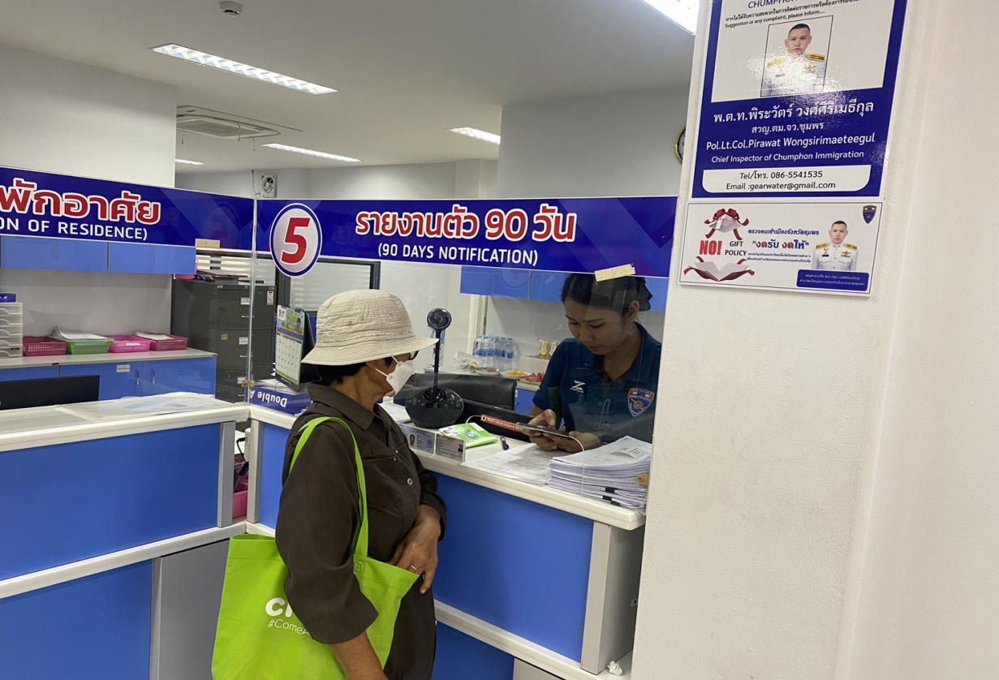 พักอาศัย
ON OF RESIDENCE)
5
รายงานตัว 90 วัน
(90 DAYS NOTIFICATION)
CHUMPHON
Suggestion or any complaint, please inform....
พ.ต.ท.พิระวัตร์ วงศ์ศิริเมธีกุล
สวญ.ตม.จว.ชุมพร
Pol.Lt.Col.Pirawat Wongsirimaeteegul
Chief Inspector of Chumphon Immigration
Tel/โทร. 086-5541535
Email :gearwater@gmail.com
ตรวจคนเข้าเมืองจังหวัดชุมพร
"งดรับ งดให้"
NO! GIFT POLICY
Double A
#ComeA